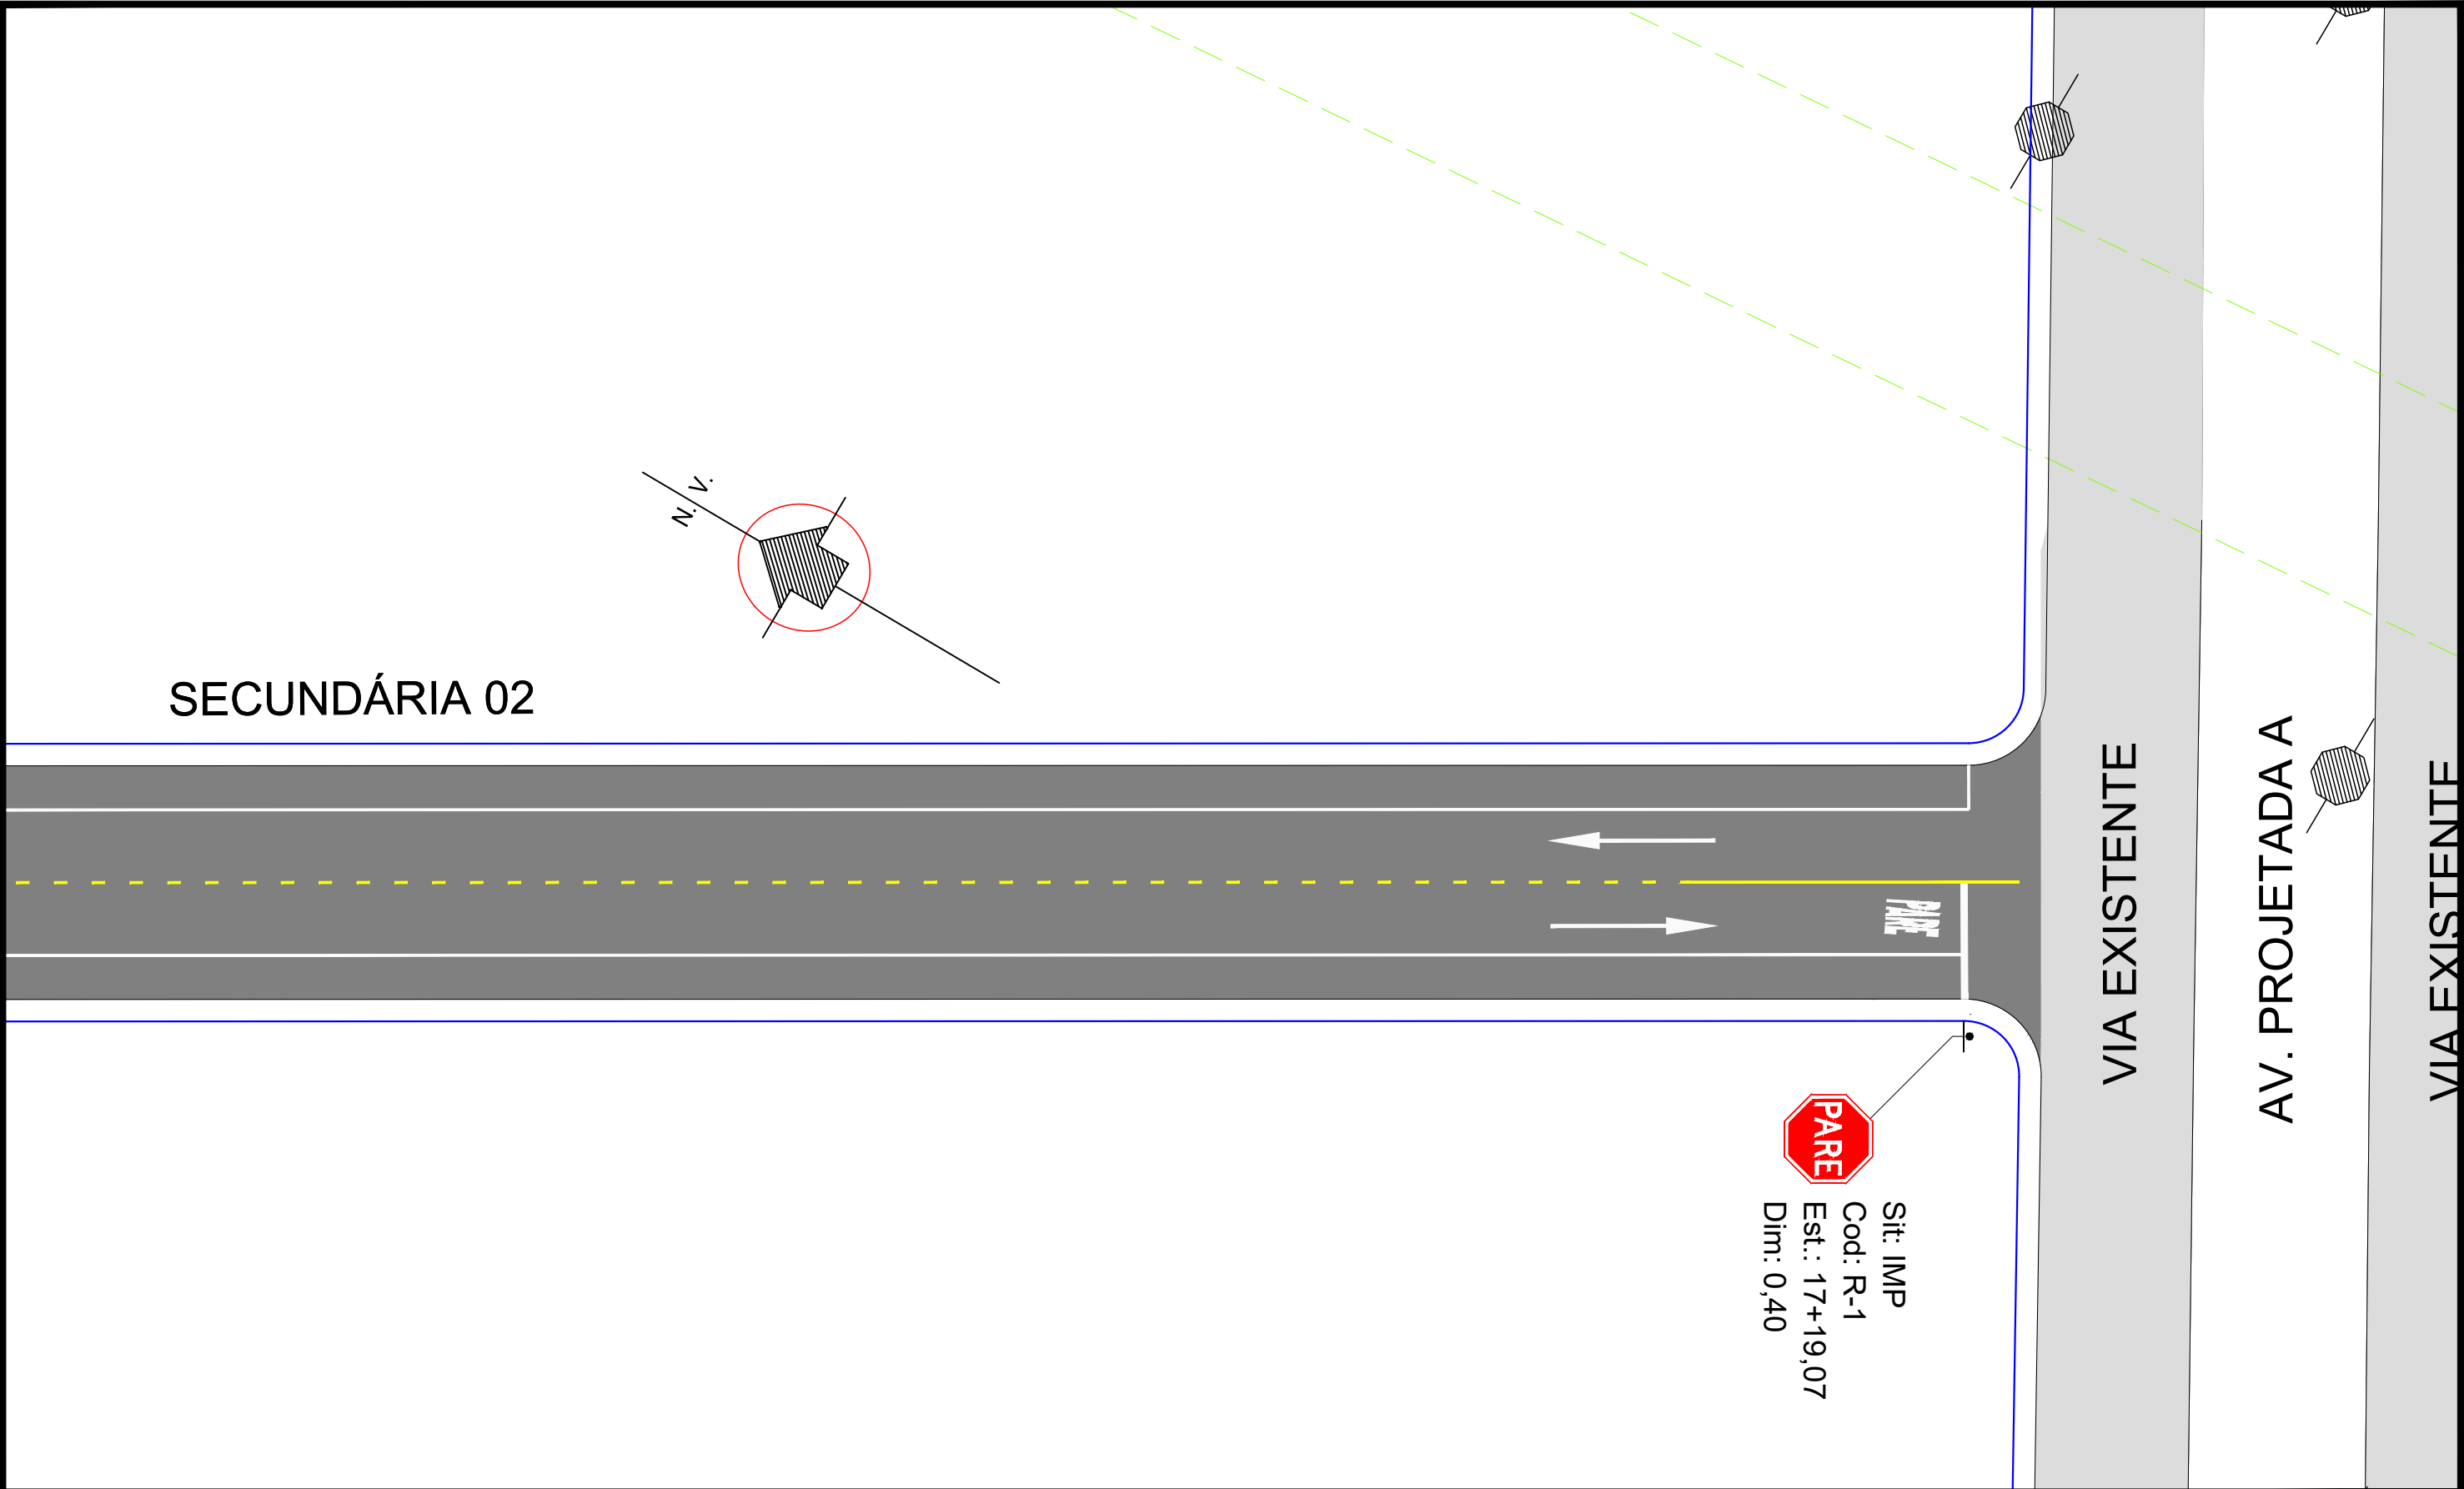 N. V.
SECUNDÁRIA 02
PARE
VIA EXISTENTE
AV. PROJETADA A
VIA EXISTENTE
PARE
Sit: IMP
Cod.: R-1
Est.: 17+19,07
Dim: 0,40